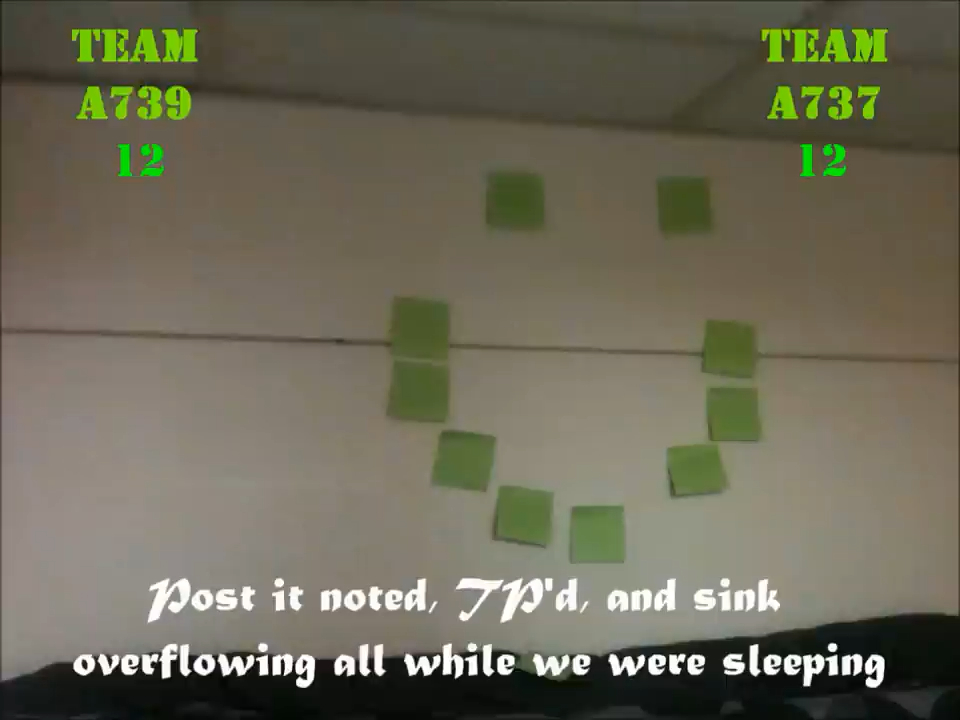 TEAM
A739
12
TEAM
A737
12
Post it noted, TP'd, and sink
overflowing all while we were sleeping